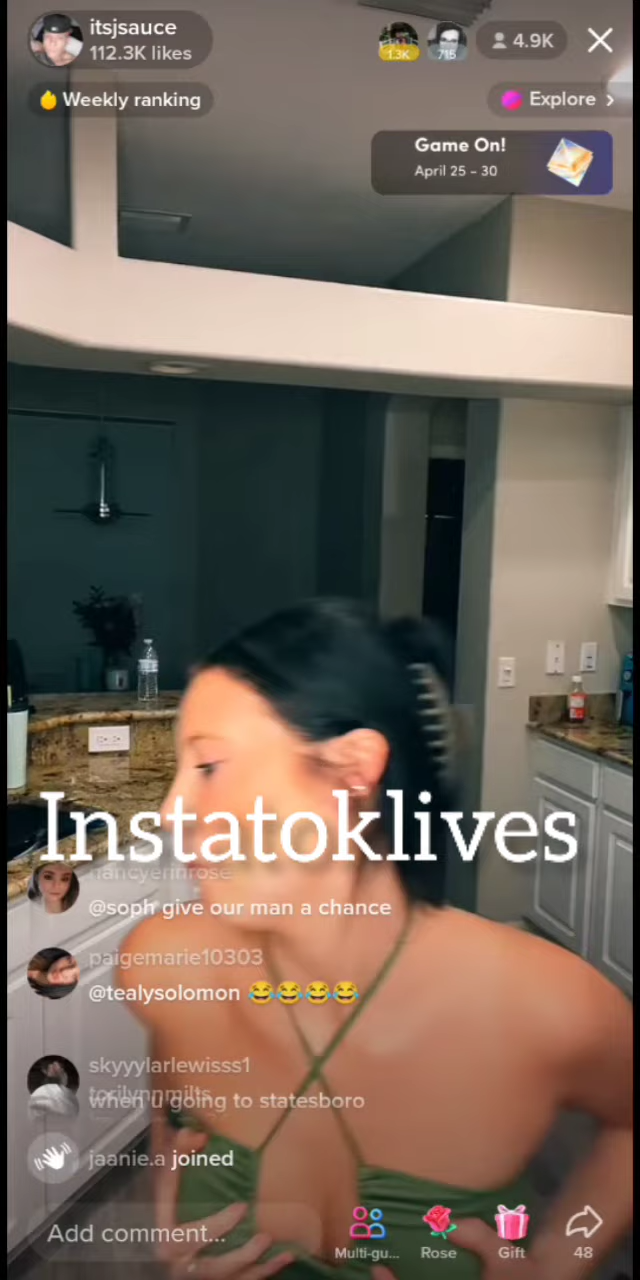 itsjsauce
112.3K likes
1.3K
715
4.9K
Weekly ranking
Explore >
Game On!
April 25 - 30
Instatoklives
nancyerinrose
@soph give our man a chance
paigemarie10303
@tealysolomon 😂😂😂😂
skyyylarlewisss1
torilynnmilts
when u going to statesboro
jaanie.a joined
Add comment...
Multi-gu...
Rose
Gift
48